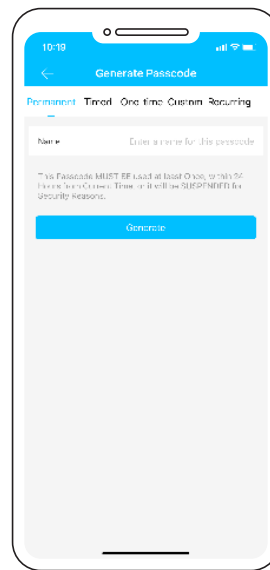 10:19
Generate Passcode
Permanent Timed One-time Custom Recurring
Name Enter a name for this passcode
This Passcode MUST BE used at least Once, within 24
Hours from Current Time, or it will be SUSPENDED for
Security Reasons.
Generate